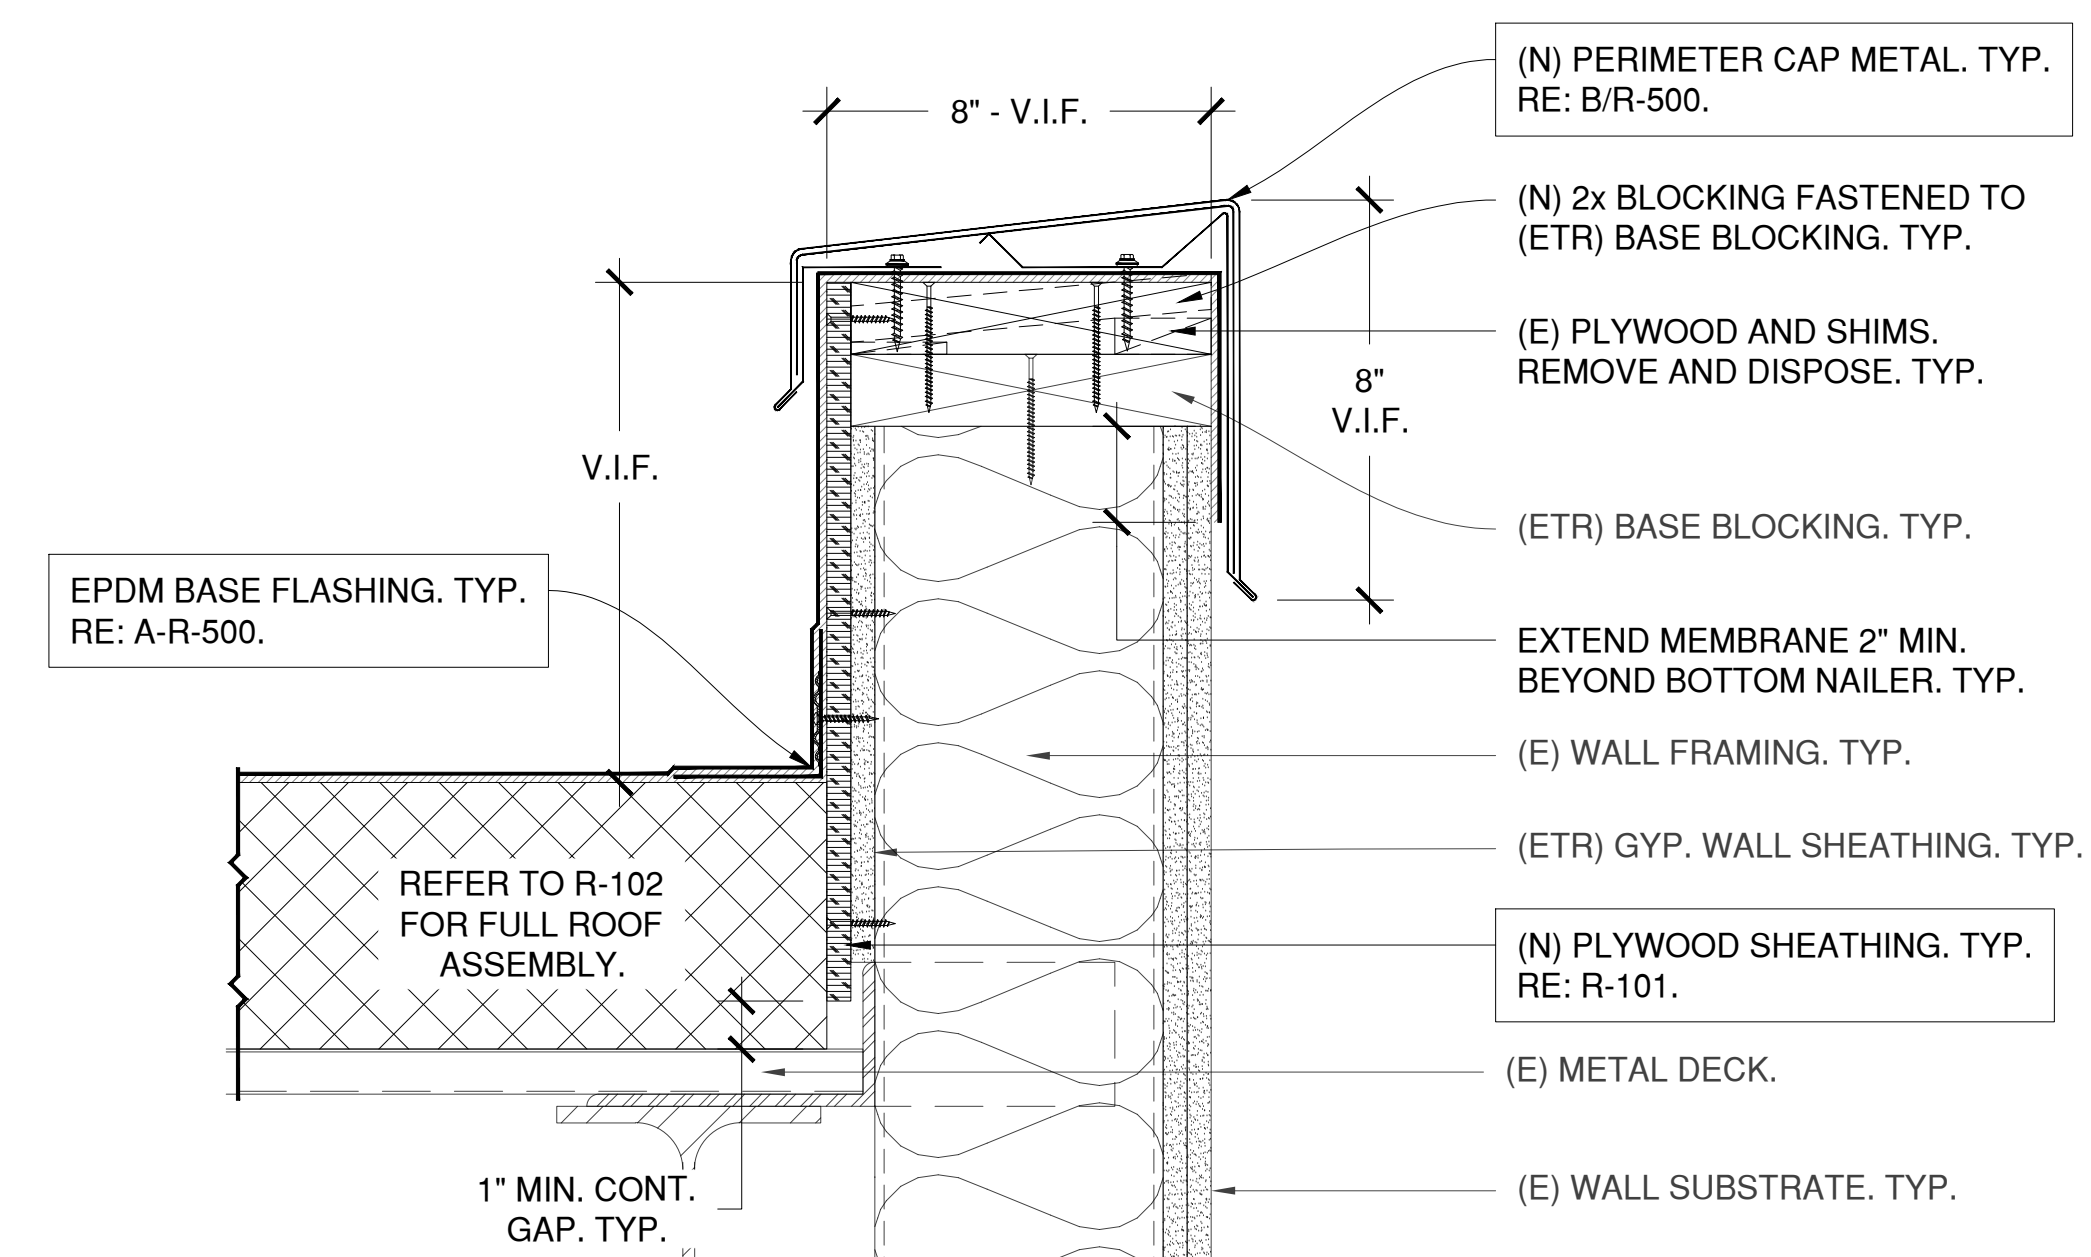 (N) PERIMETER CAP METAL. TYP.
RE: B/R-500.
8" - V.I.F.
(N) 2x BLOCKING FASTENED TO
(ETR) BASE BLOCKING. TYP.
(E) PLYWOOD AND SHIMS.
REMOVE AND DISPOSE. TYP.
8"
V.I.F.
V.I.F.
(ETR) BASE BLOCKING. TYP.
EPDM BASE FLASHING. TYP.
RE: A-R-500.
EXTEND MEMBRANE 2" MIN.
BEYOND BOTTOM NAILER. TYP.
(E) WALL FRAMING. TYP.
(ETR) GYP. WALL SHEATHING. TYP.
REFER TO R-102
FOR FULL ROOF
ASSEMBLY.
(N) PLYWOOD SHEATHING. TYP.
RE: R-101.
(E) METAL DECK.
1" MIN. CONT.
GAP. TYP.
(E) WALL SUBSTRATE. TYP.